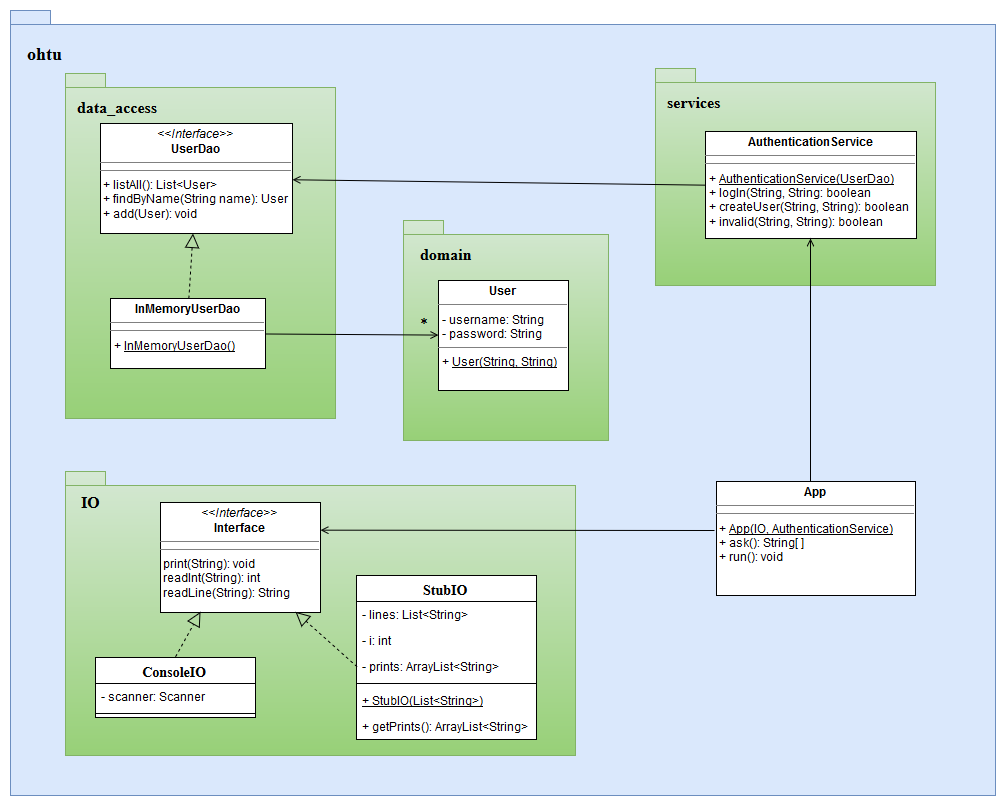 ohtu
data_access
<<Interface>>
UserDao
+ listAll(): List<User>
+ findByName(String name): User
+ add(User): void
InMemoryUserDao
+ InMemoryUserDao()
domain
User
*
- username: String
- password: String
+ User(String, String)
services
AuthenticationService
+ AuthenticationService(UserDao)
+ logIn(String, String: boolean
+ createUser(String, String): boolean
+ invalid(String, String): boolean
IO
<<Interface>>
Interface
print(String): void
readInt(String): int
readLine(String): String
ConsoleIO
- scanner: Scanner
StubIO
- lines: List<String>
- i: int
- prints: ArrayList<String>
+ StubIO(List<String>)
+ getPrints(): ArrayList<String>
App
+ App(IO, AuthenticationService)
+ ask(): String[ ]
+ run(): void